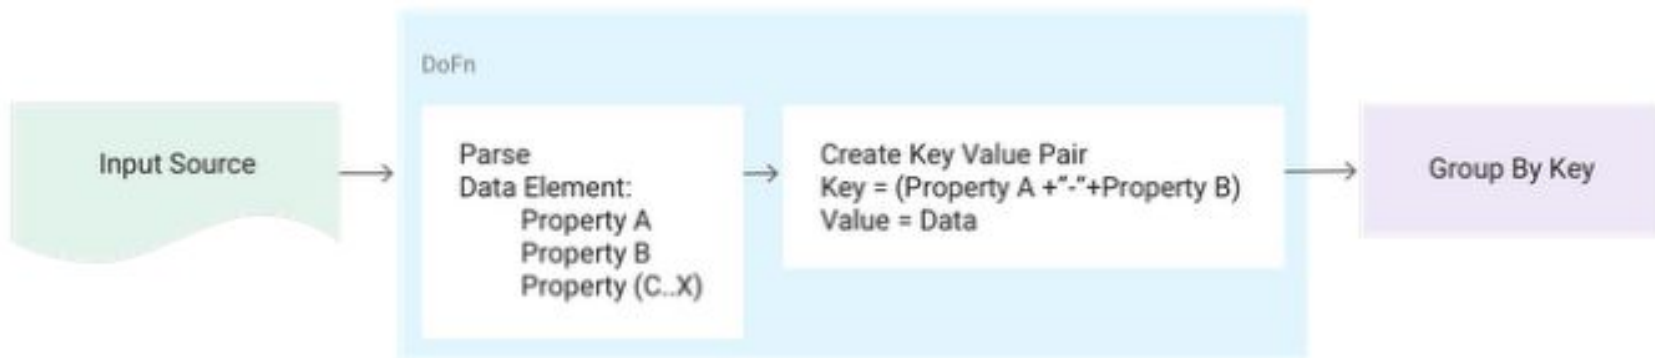 DoFn
Input Source
Parse
Data Element:
Property A
Property B
Property (C..X)
Create Key Value Pair
Key = (Property A +"-"+Property B)
Value = Data
Group By Key